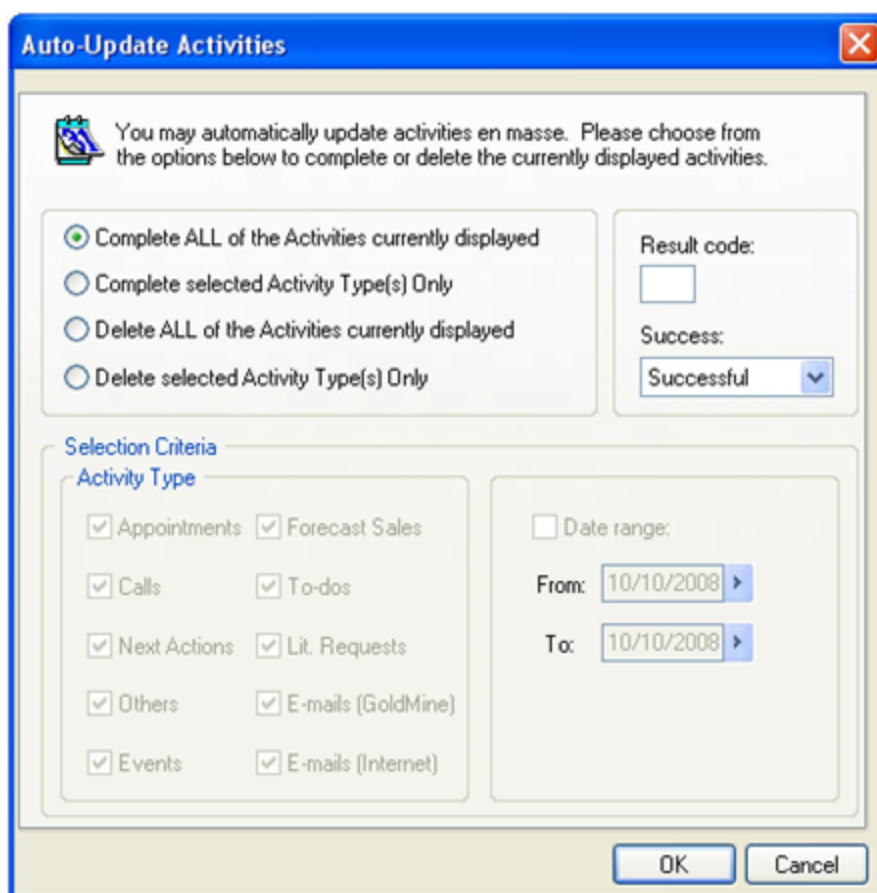 Auto-Update Activities
You may automatically update activities en masse. Please choose from
the options below to complete or delete the currently displayed activities.
Complete ALL of the Activities currently displayed
Complete selected Activity Type(s) Only
Delete ALL of the Activities currently displayed
Delete selected Activity Type(s) Only
Result code:
Success:
Successful
Selection Criteria
Activity Type
Appointments Forecast Sales
Calls To-dos
Next Actions Lit. Requests
Others E-mails (GoldMine)
Events E-mails (Internet)
Date range:
From: 10/10/2008
To: 10/10/2008
OK Cancel